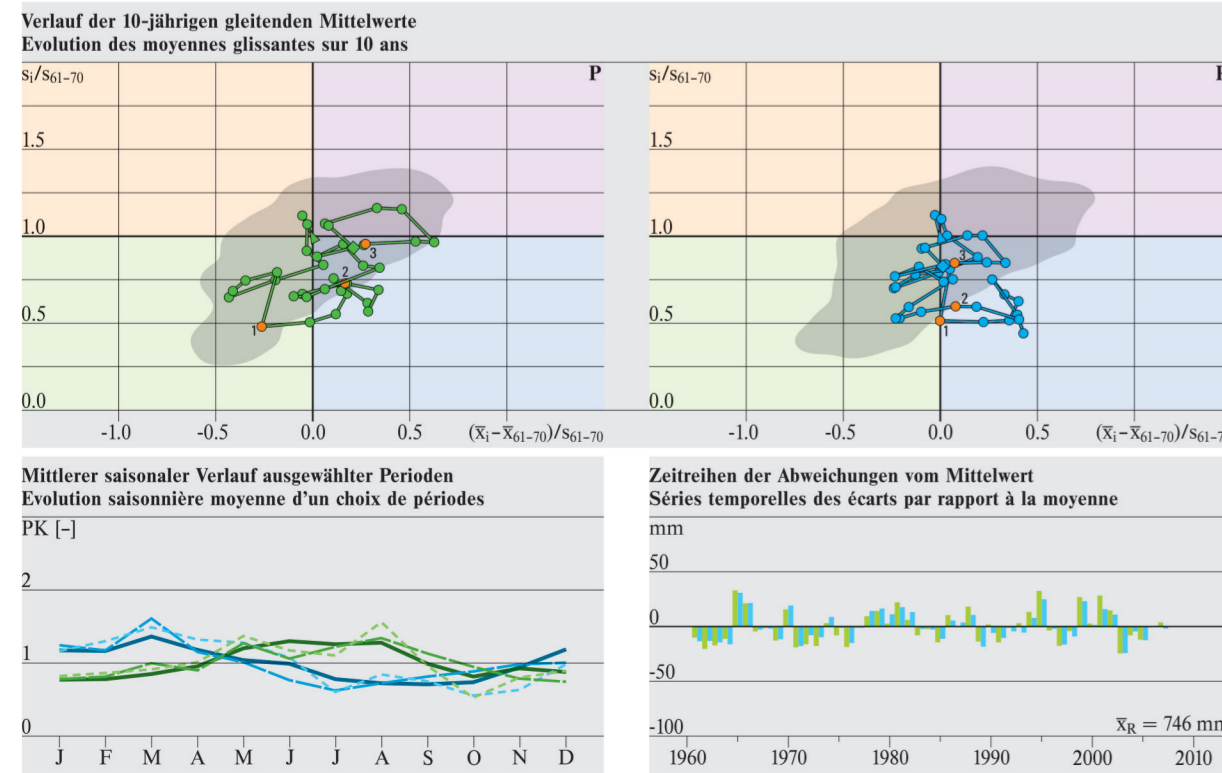 Verlauf der 10-jährigen gleitenden Mittelwerte
Evolution des moyennes glissantes sur 10 ans
si/s61–70
P
1.5
1.0
0.5
0.0
1
2
3
-1.0 -0.5 0.0 0.5 (x̅i–x̅61–70)/s61–70
si/s61–70
1.5
1.0
0.5
0.0
1
2
3
-1.0 -0.5 0.0 0.5 (x̅i–x̅61–7
Mittlerer saisonaler Verlauf ausgewählter Perioden
Evolution saisonnière moyenne d’un choix de périodes
PK [–]
2
1
0
J F M A M J J A S O N D
Zeitreihen der Abweichungen vom Mittelwert
Séries temporelles des écarts par rapport à la moyenne
mm
50
0
-50
-100
x̅R = 746 mm
1960 1970 1980 1990 2000 2010